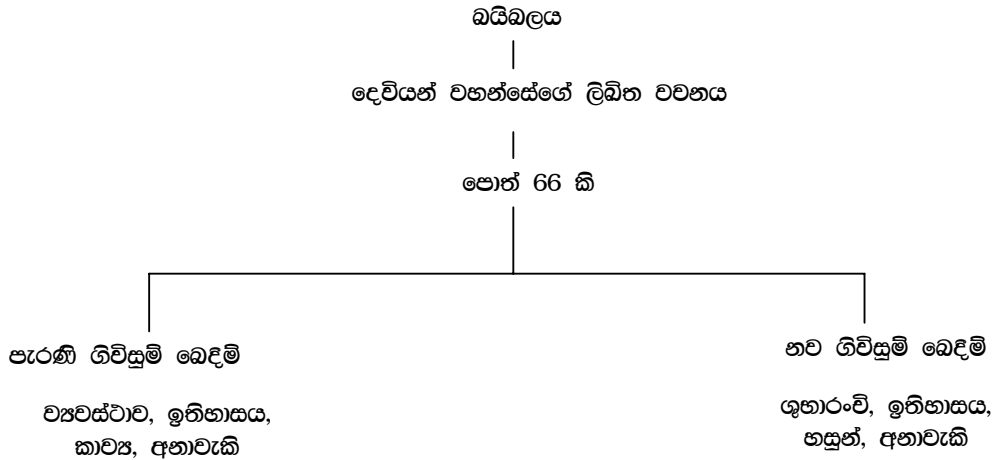 බයිබලය
දෙවියන් වහන්සේගේ ලිඛිත වචනය
පොත් 66 කි
පැරණි ගිවිසුම් බෙදීම්
ව්‍යවස්ථාව, ඉතිහාසය,
කාව්‍ය, අනාවැකි
නව ගිවිසුම් බෙදීම්
ශුභාරංචි, ඉතිහාසය,
හසුන්, අනාවැකි